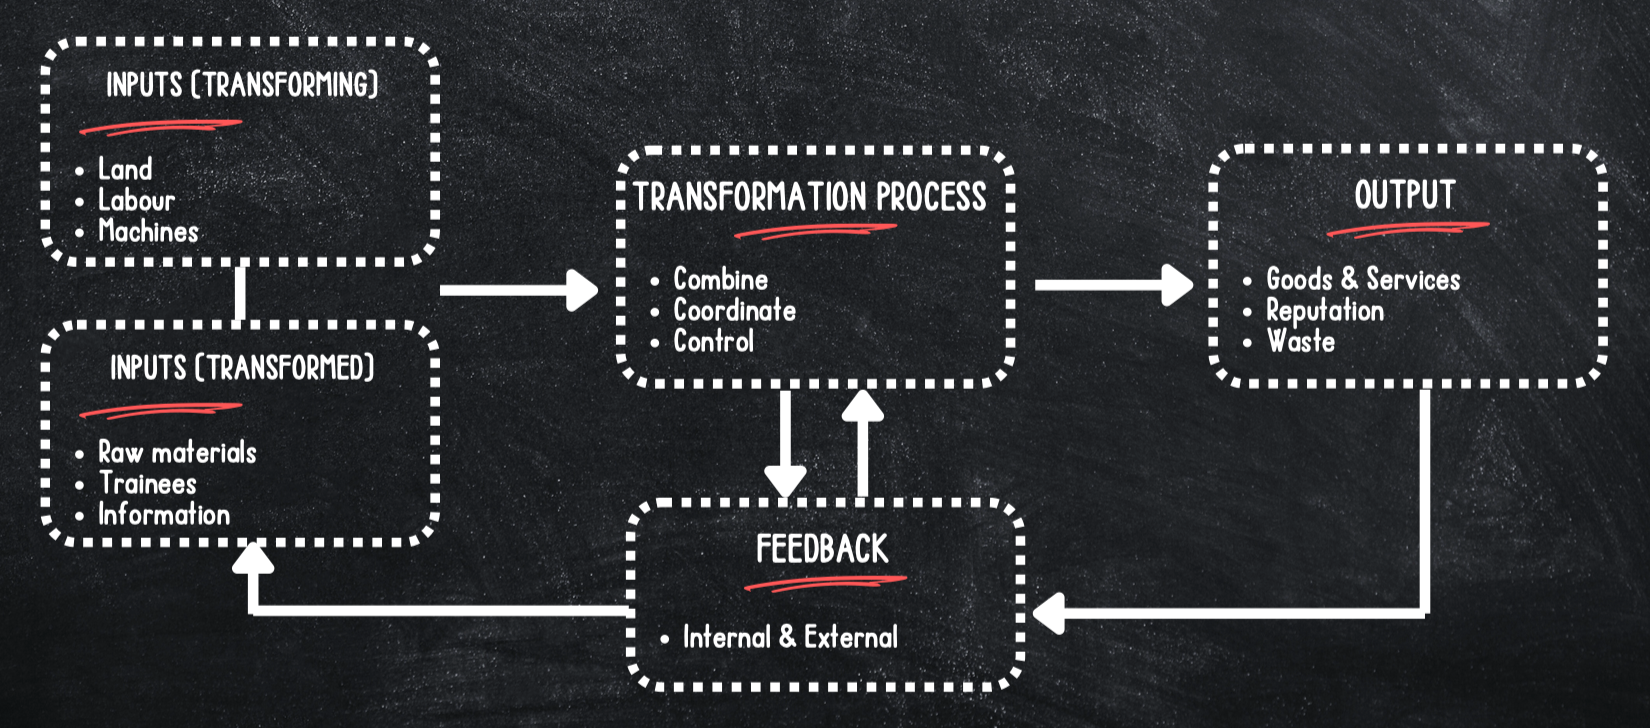 INPUTS (TRANSFORMING)
• Land
• Labour
• Machines
INPUTS (TRANSFORMED)
• Raw materials
• Trainees
• Information
TRANSFORMATION PROCESS
• Combine
• Coordinate
• Control
FEEDBACK
• Internal & External
OUTPUT
• Goods & Services
• Reputation
• Waste